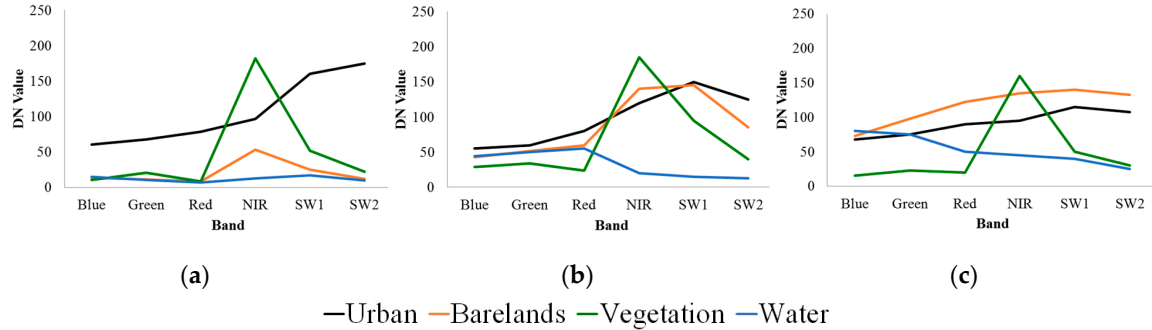 250
200
150
100
50
0
DN Value
Blue Green Red NIR SW1 SW2
Band
(a)
250
200
150
100
50
0
DN Value
Blue Green Red NIR SW1 SW2
Band
(b)
250
200
150
100
50
0
DN Value
Blue Green Red NIR SW1 SW2
Band
(c)
Urban Barelands Vegetation Water